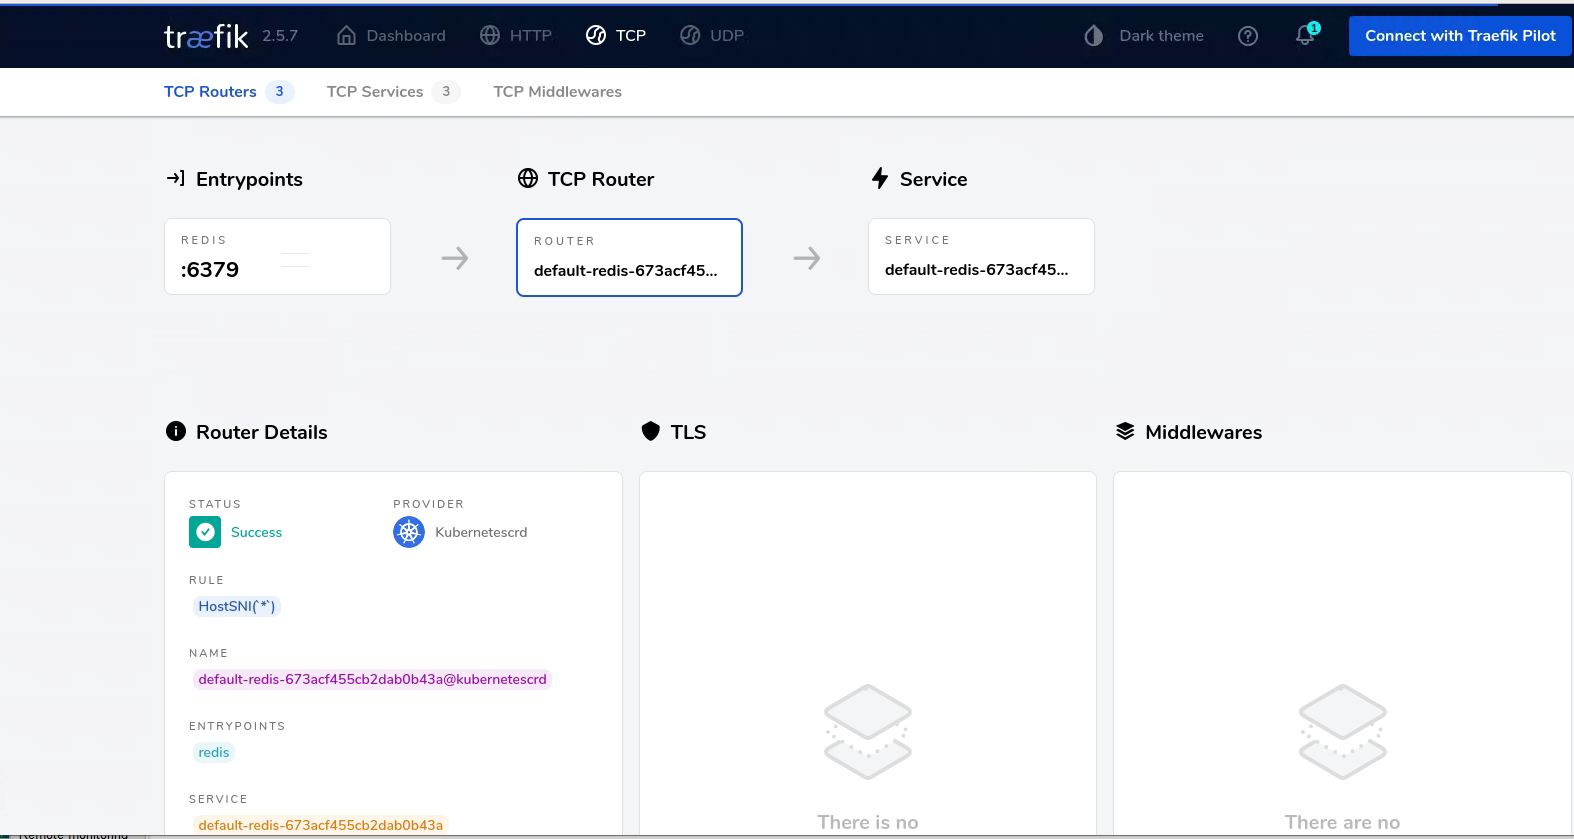 træfik 2.5.7 Dashboard HTTP TCP UDP Dark theme 1 Connect with Traefik Pilot
TCP Routers 3 TCP Services 3 TCP Middlewares
Entrypoints TCP Router Service
REDIS ROUTER SERVICE
:6379 default-redis-673acf45... default-redis-673acf45...
Router Details TLS Middlewares
STATUS PROVIDER
Success Kubernetescrd
RULE
HostSNI(`*`)
NAME
default-redis-673acf455cb2dab0b43a@kubernetescrd
ENTRYPOINTS
redis
SERVICE
default-redis-673acf455cb2dab0b43a
There is no There are no
Remote monitoring